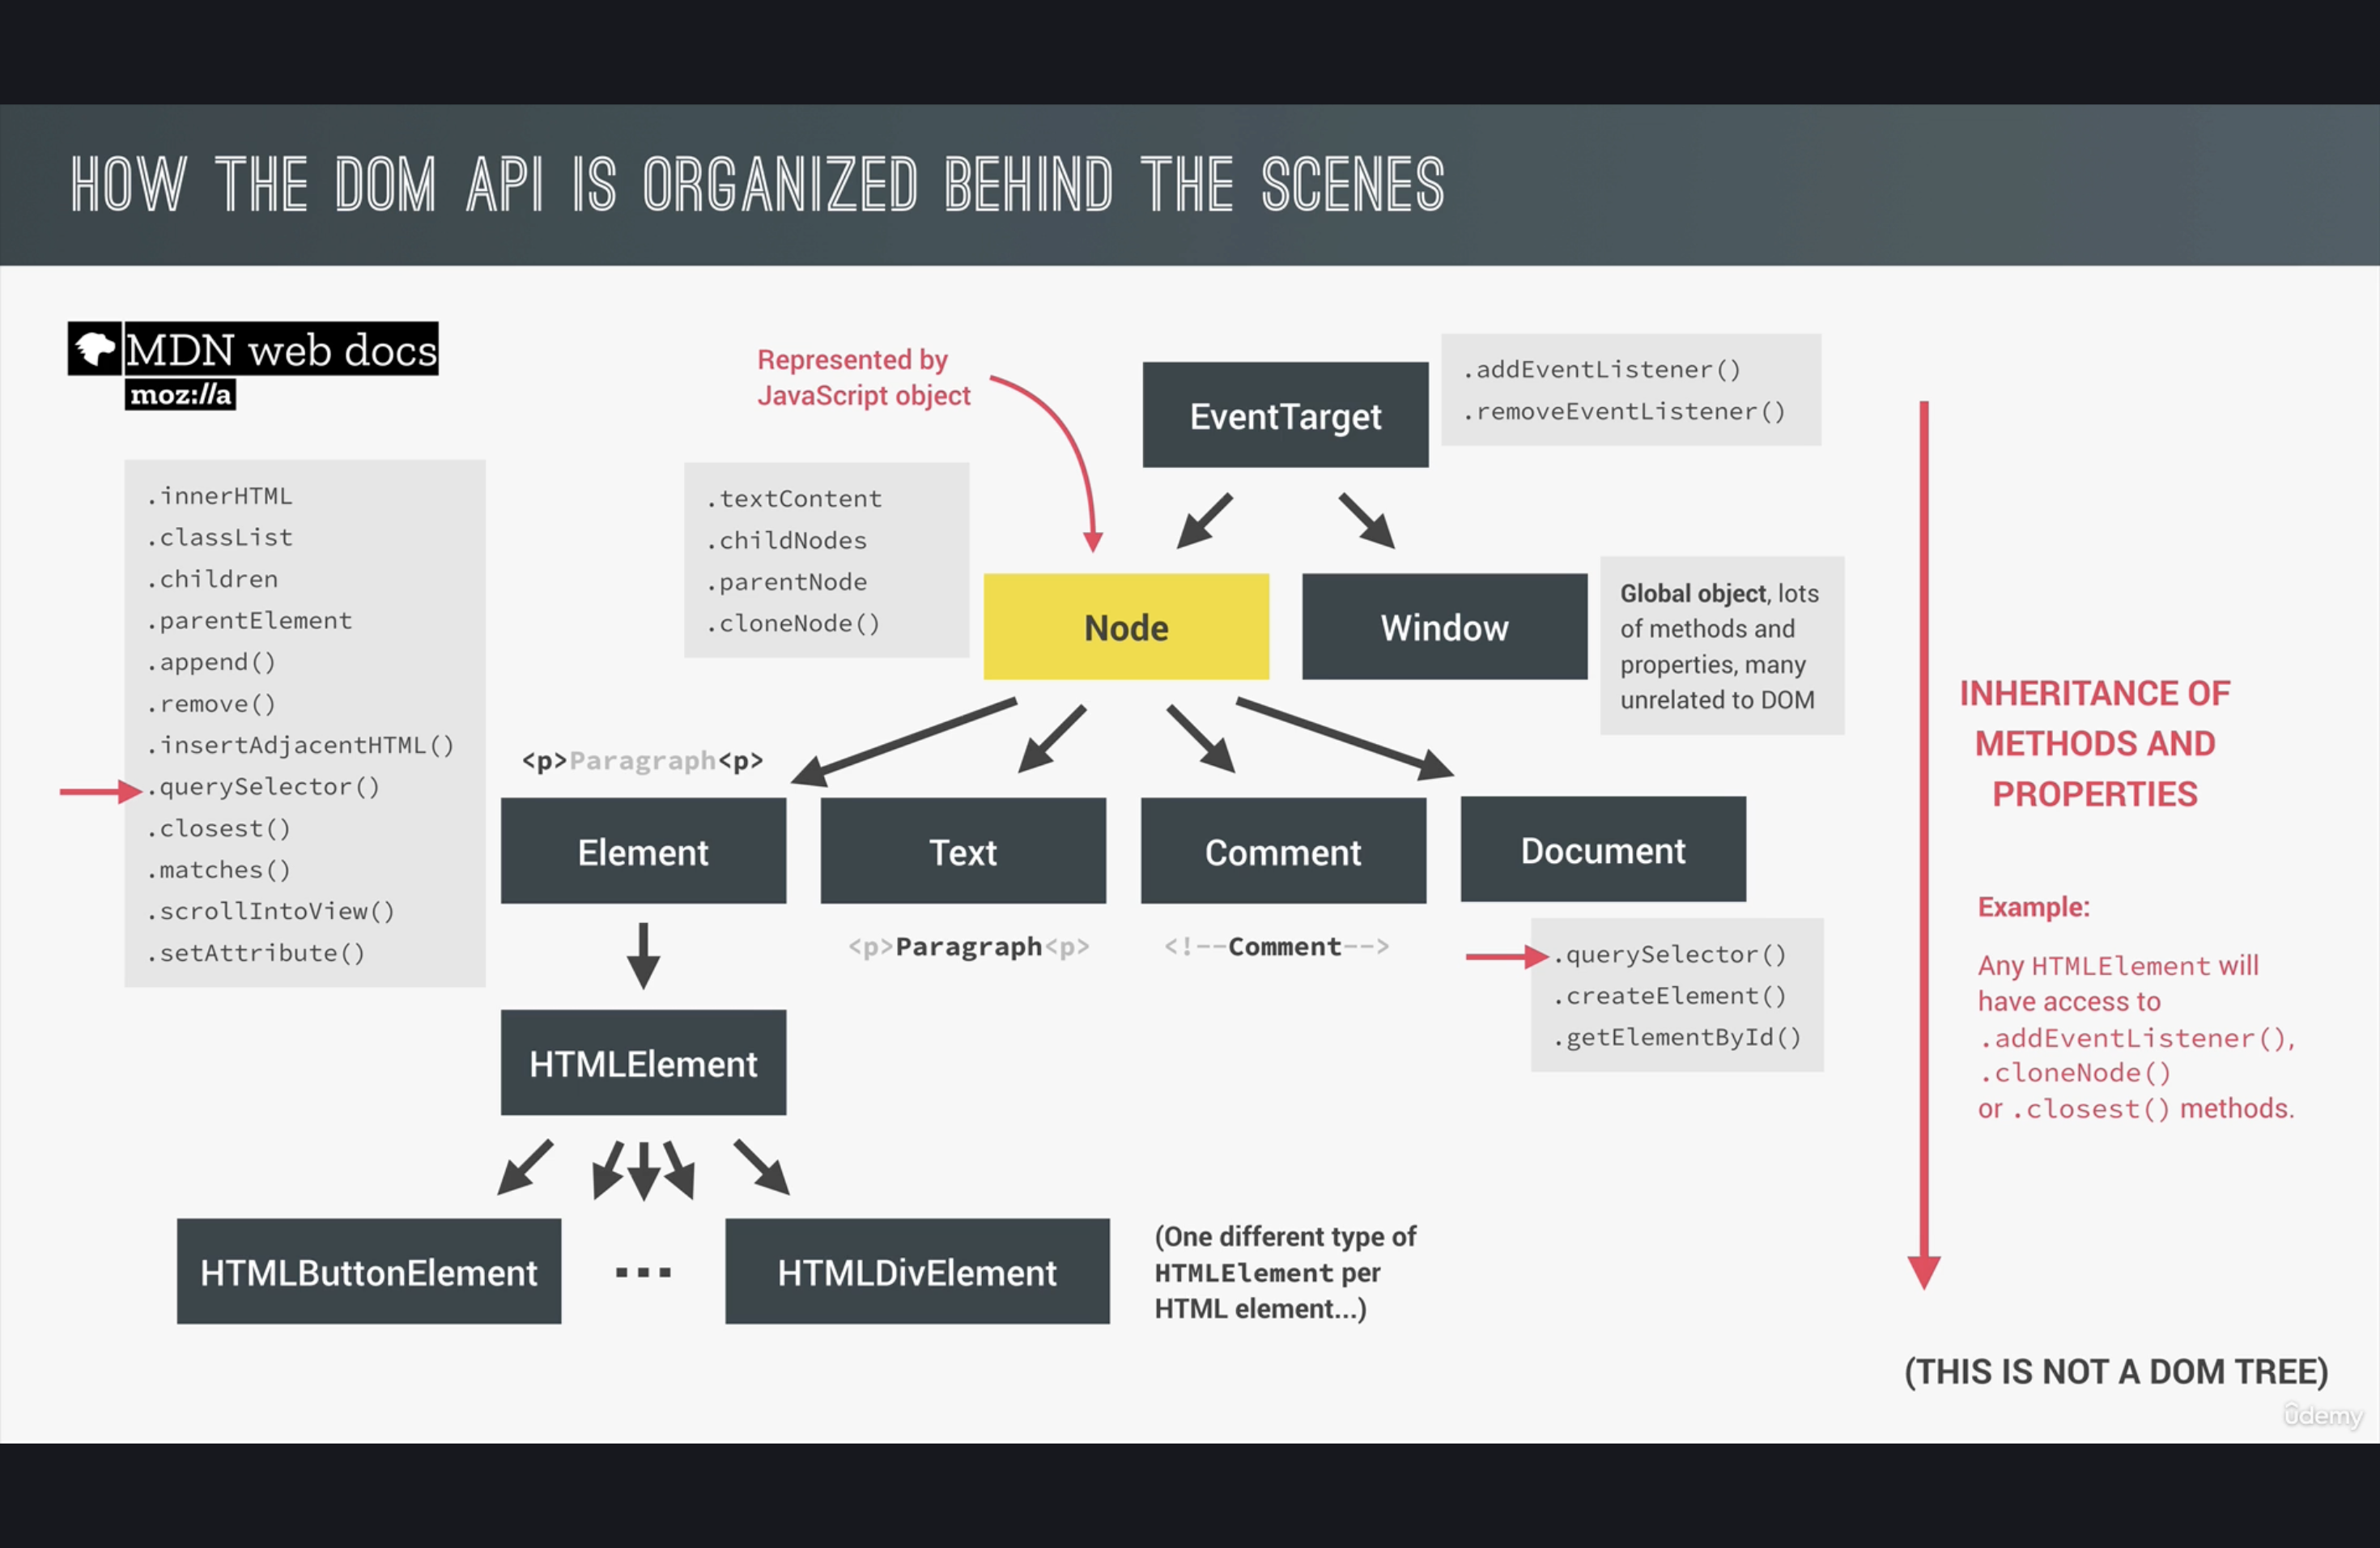 HOW THE DOM API IS ORGANIZED BEHIND THE SCENES
MDN web docs
moz://a
.innerHTML
.classList
.children
.parentElement
.append()
.remove()
.insertAdjacentHTML()
.querySelector()
.closest()
.matches()
.scrollIntoView()
.setAttribute()
Represented by
JavaScript object
.textContent
.childNodes
.parentNode
.cloneNode()
EventTarget
.addEventListener()
.removeEventListener()
Node
Window
Global object, lots
of methods and
properties, many
unrelated to DOM
<p>Paragraph<p>
Element
Text
Comment
Document
<p>Paragraph<p>
<!--Comment-->
.querySelector()
.createElement()
.getElementById()
HTMLElement
HTMLButtonElement
...
HTMLDivElement
(One different type of
HTMLElement per
HTML element...)
INHERITANCE OF
METHODS AND
PROPERTIES
Example:
Any HTMLElement will
have access to
.addEventListener(),
.cloneNode()
or .closest() methods.
(THIS IS NOT A DOM TREE)
ûdemy